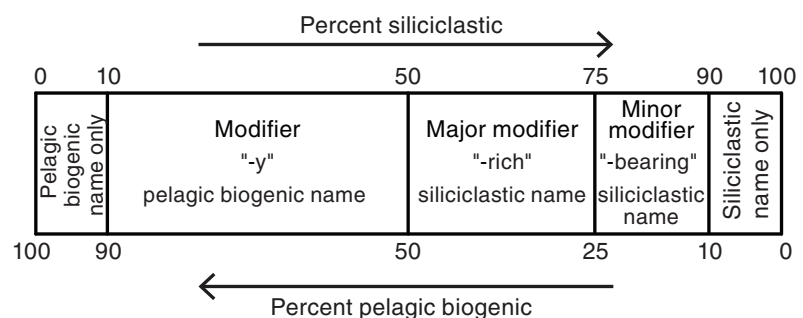 Percent siliciclastic
0 10 50 75 90 100
Pelagic
biogenic
name only
Modifier
"-y"
pelagic biogenic name
Major modifier
"-rich"
siliciclastic name
Minor
modifier
"-bearing"
siliciclastic
name
Siliciclastic
name only
100 90 50 25 10 0
Percent pelagic biogenic